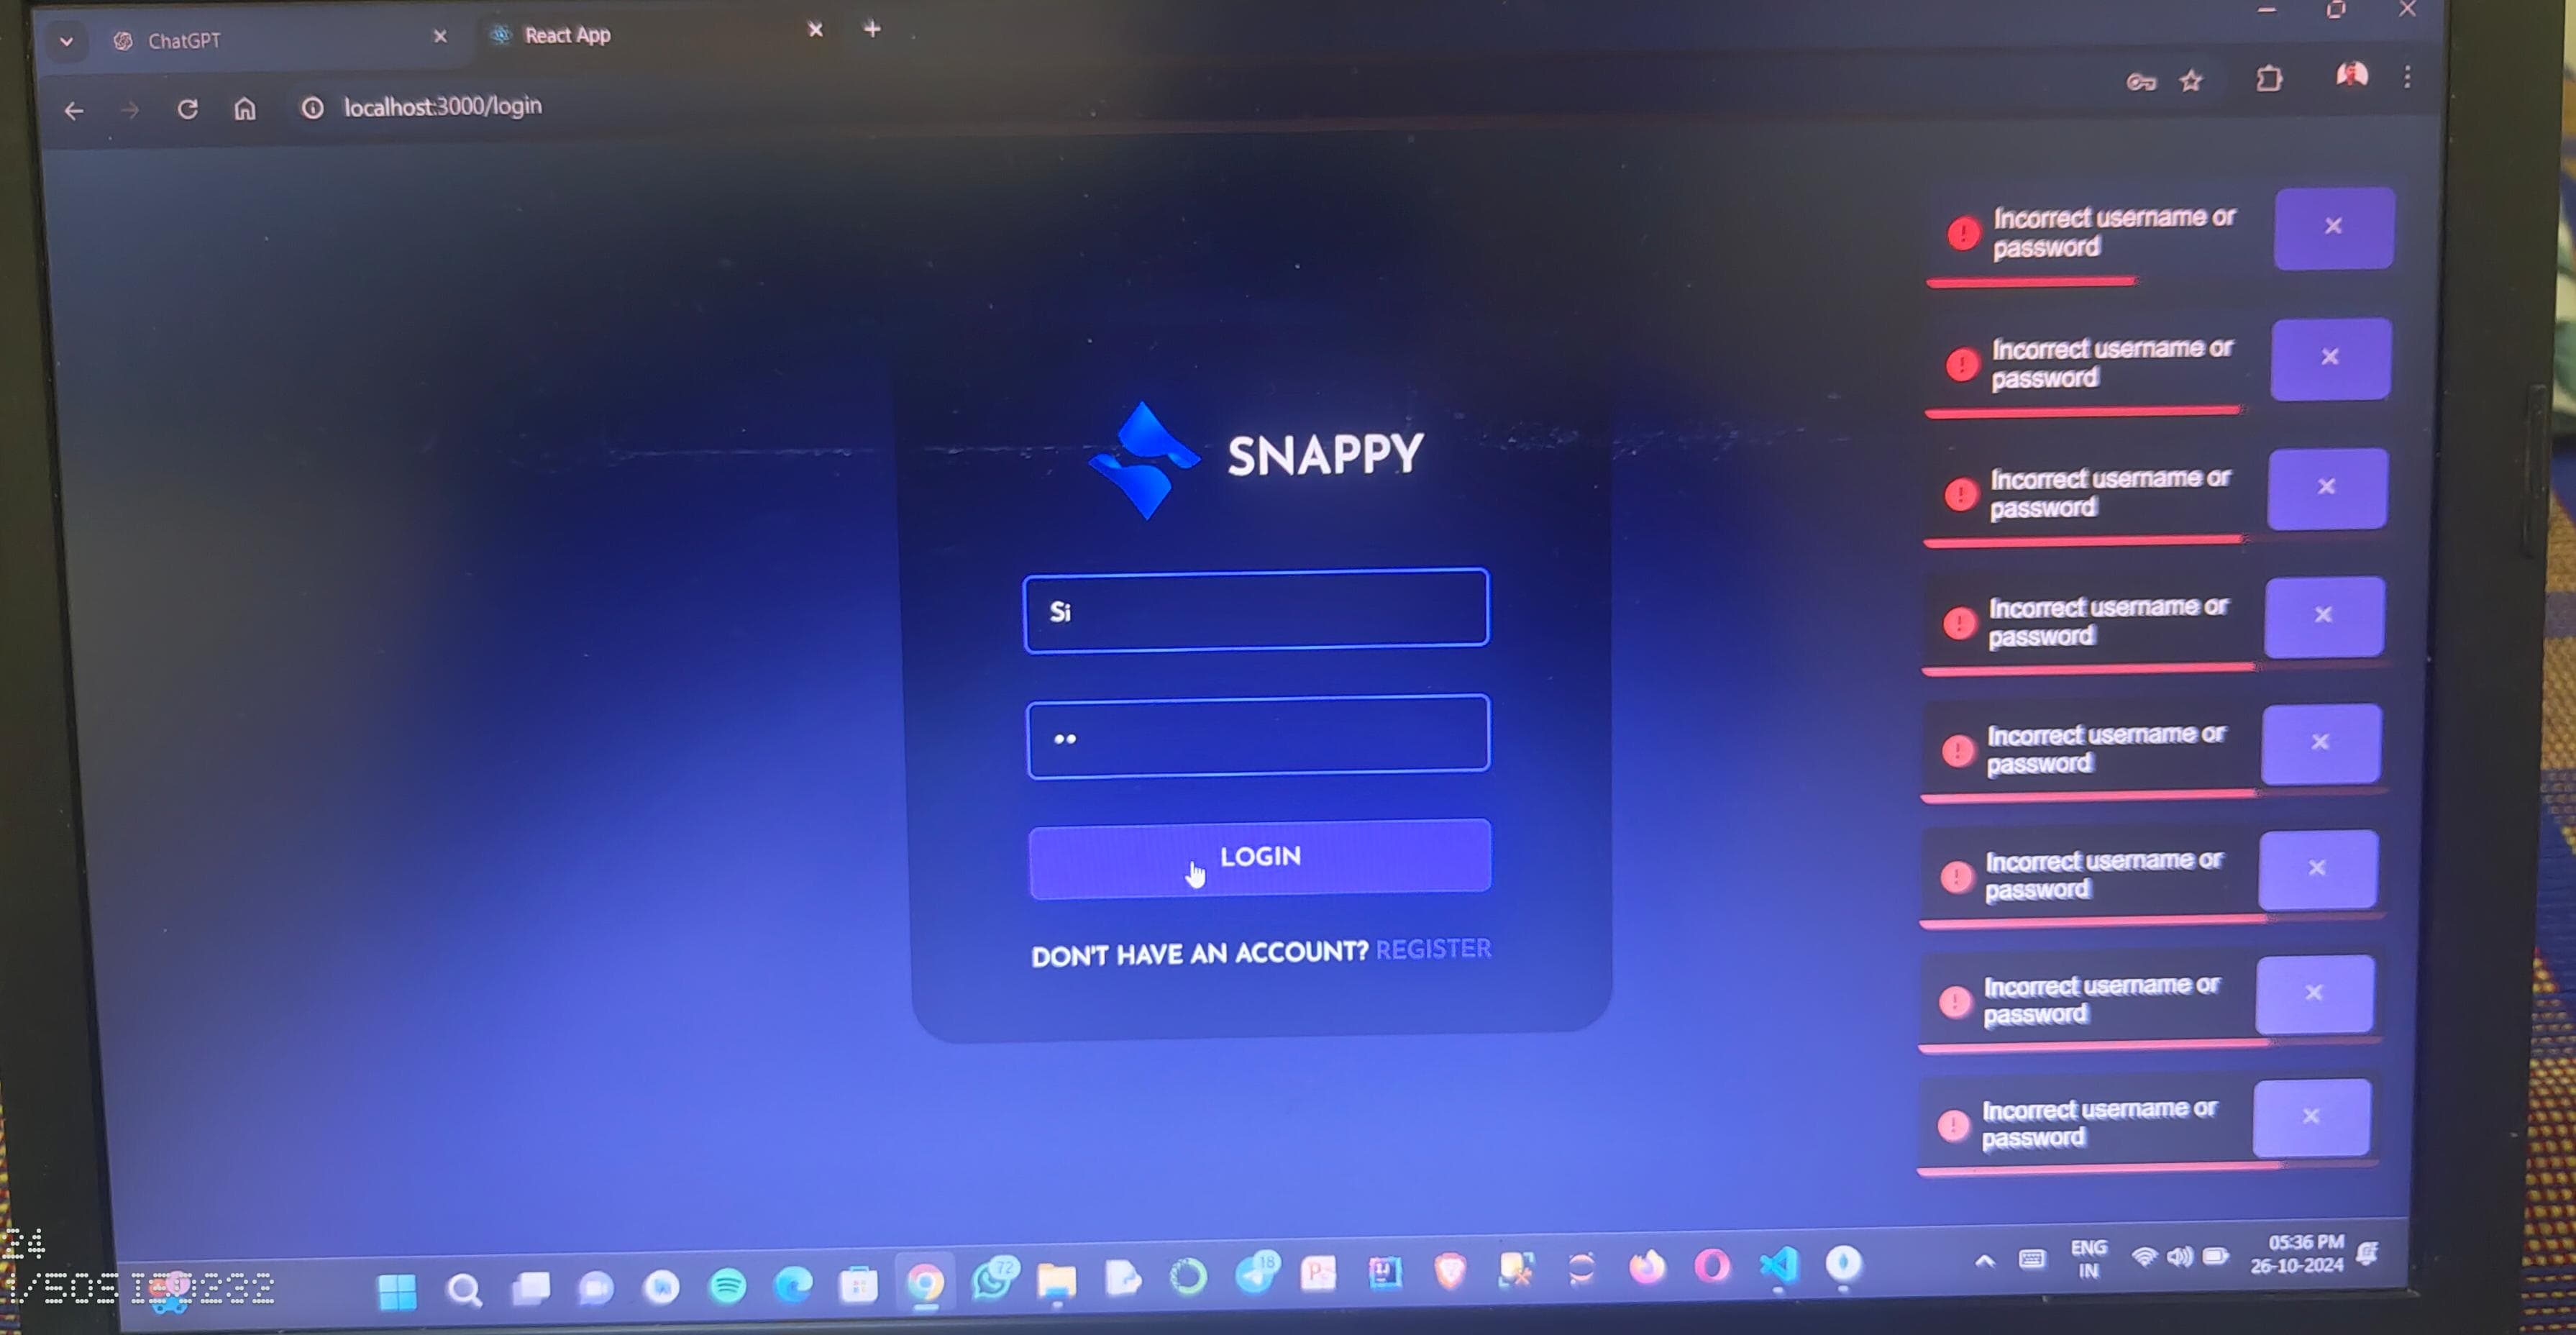 ChatGPT
React App
localhost:3000/login
Incorrect username or
password
Incorrect username or
password
Incorrect username or
password
Incorrect username or
password
Incorrect username or
password
Incorrect username or
password
Incorrect username or
password
Incorrect username or
password
SNAPPY
Si
••
LOGIN
DON'T HAVE AN ACCOUNT? REGISTER
72
18
ENG
IN
05:36 PM
26-10-2024